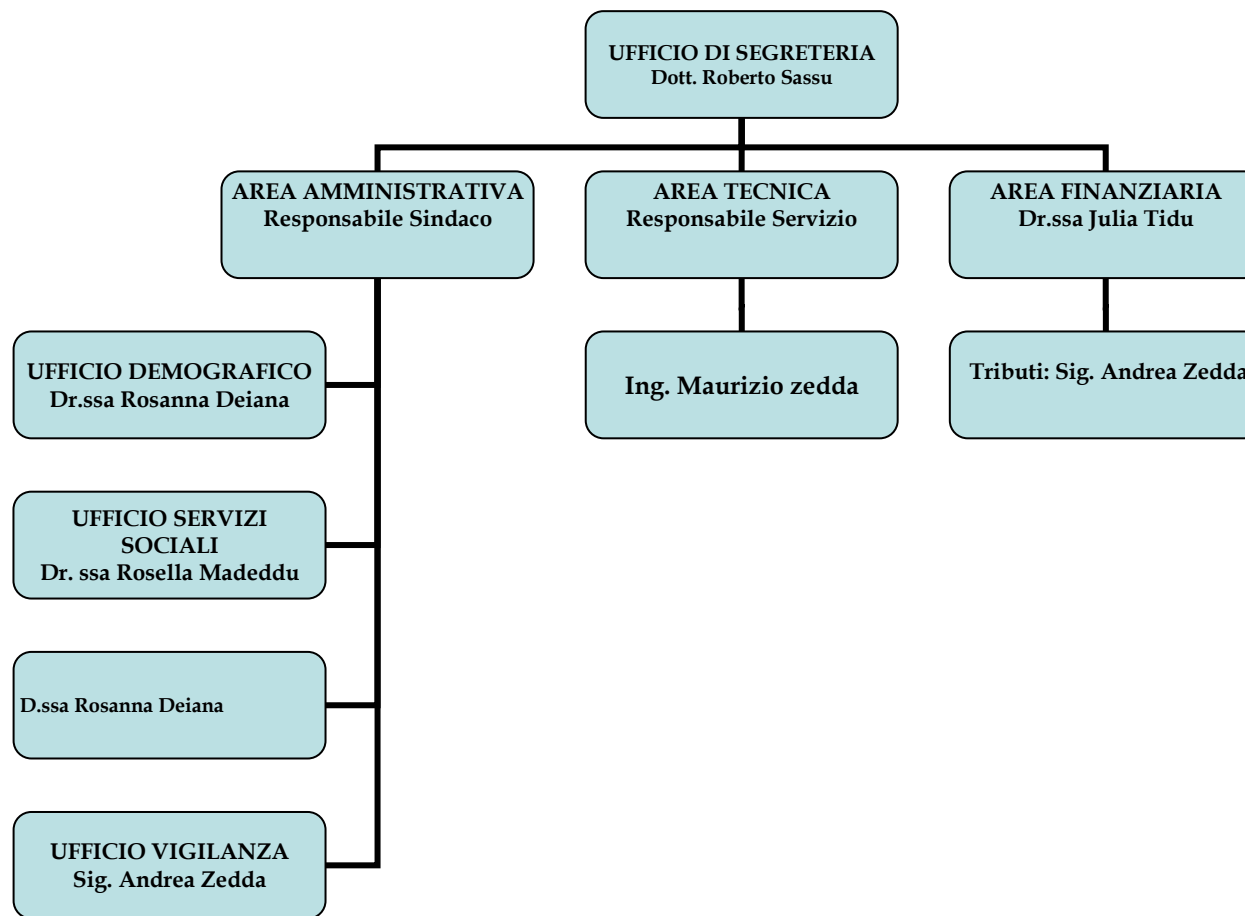 UFFICIO DI SEGRETERIA
Dott. Roberto Sassu
AREA AMMINISTRATIVA
Responsabile Sindaco
AREA TECNICA
Responsabile Servizio
AREA FINANZIARIA
Dr.ssa Julia Tidu
UFFICIO DEMOGRAFICO
Dr.ssa Rosanna Deiana
Ing. Maurizio zedda
Tributi: Sig. Andrea Zedda
UFFICIO SERVIZI
SOCIALI
Dr. ssa Rosella Madeddu
D.ssa Rosanna Deiana
UFFICIO VIGILANZA
Sig. Andrea Zedda